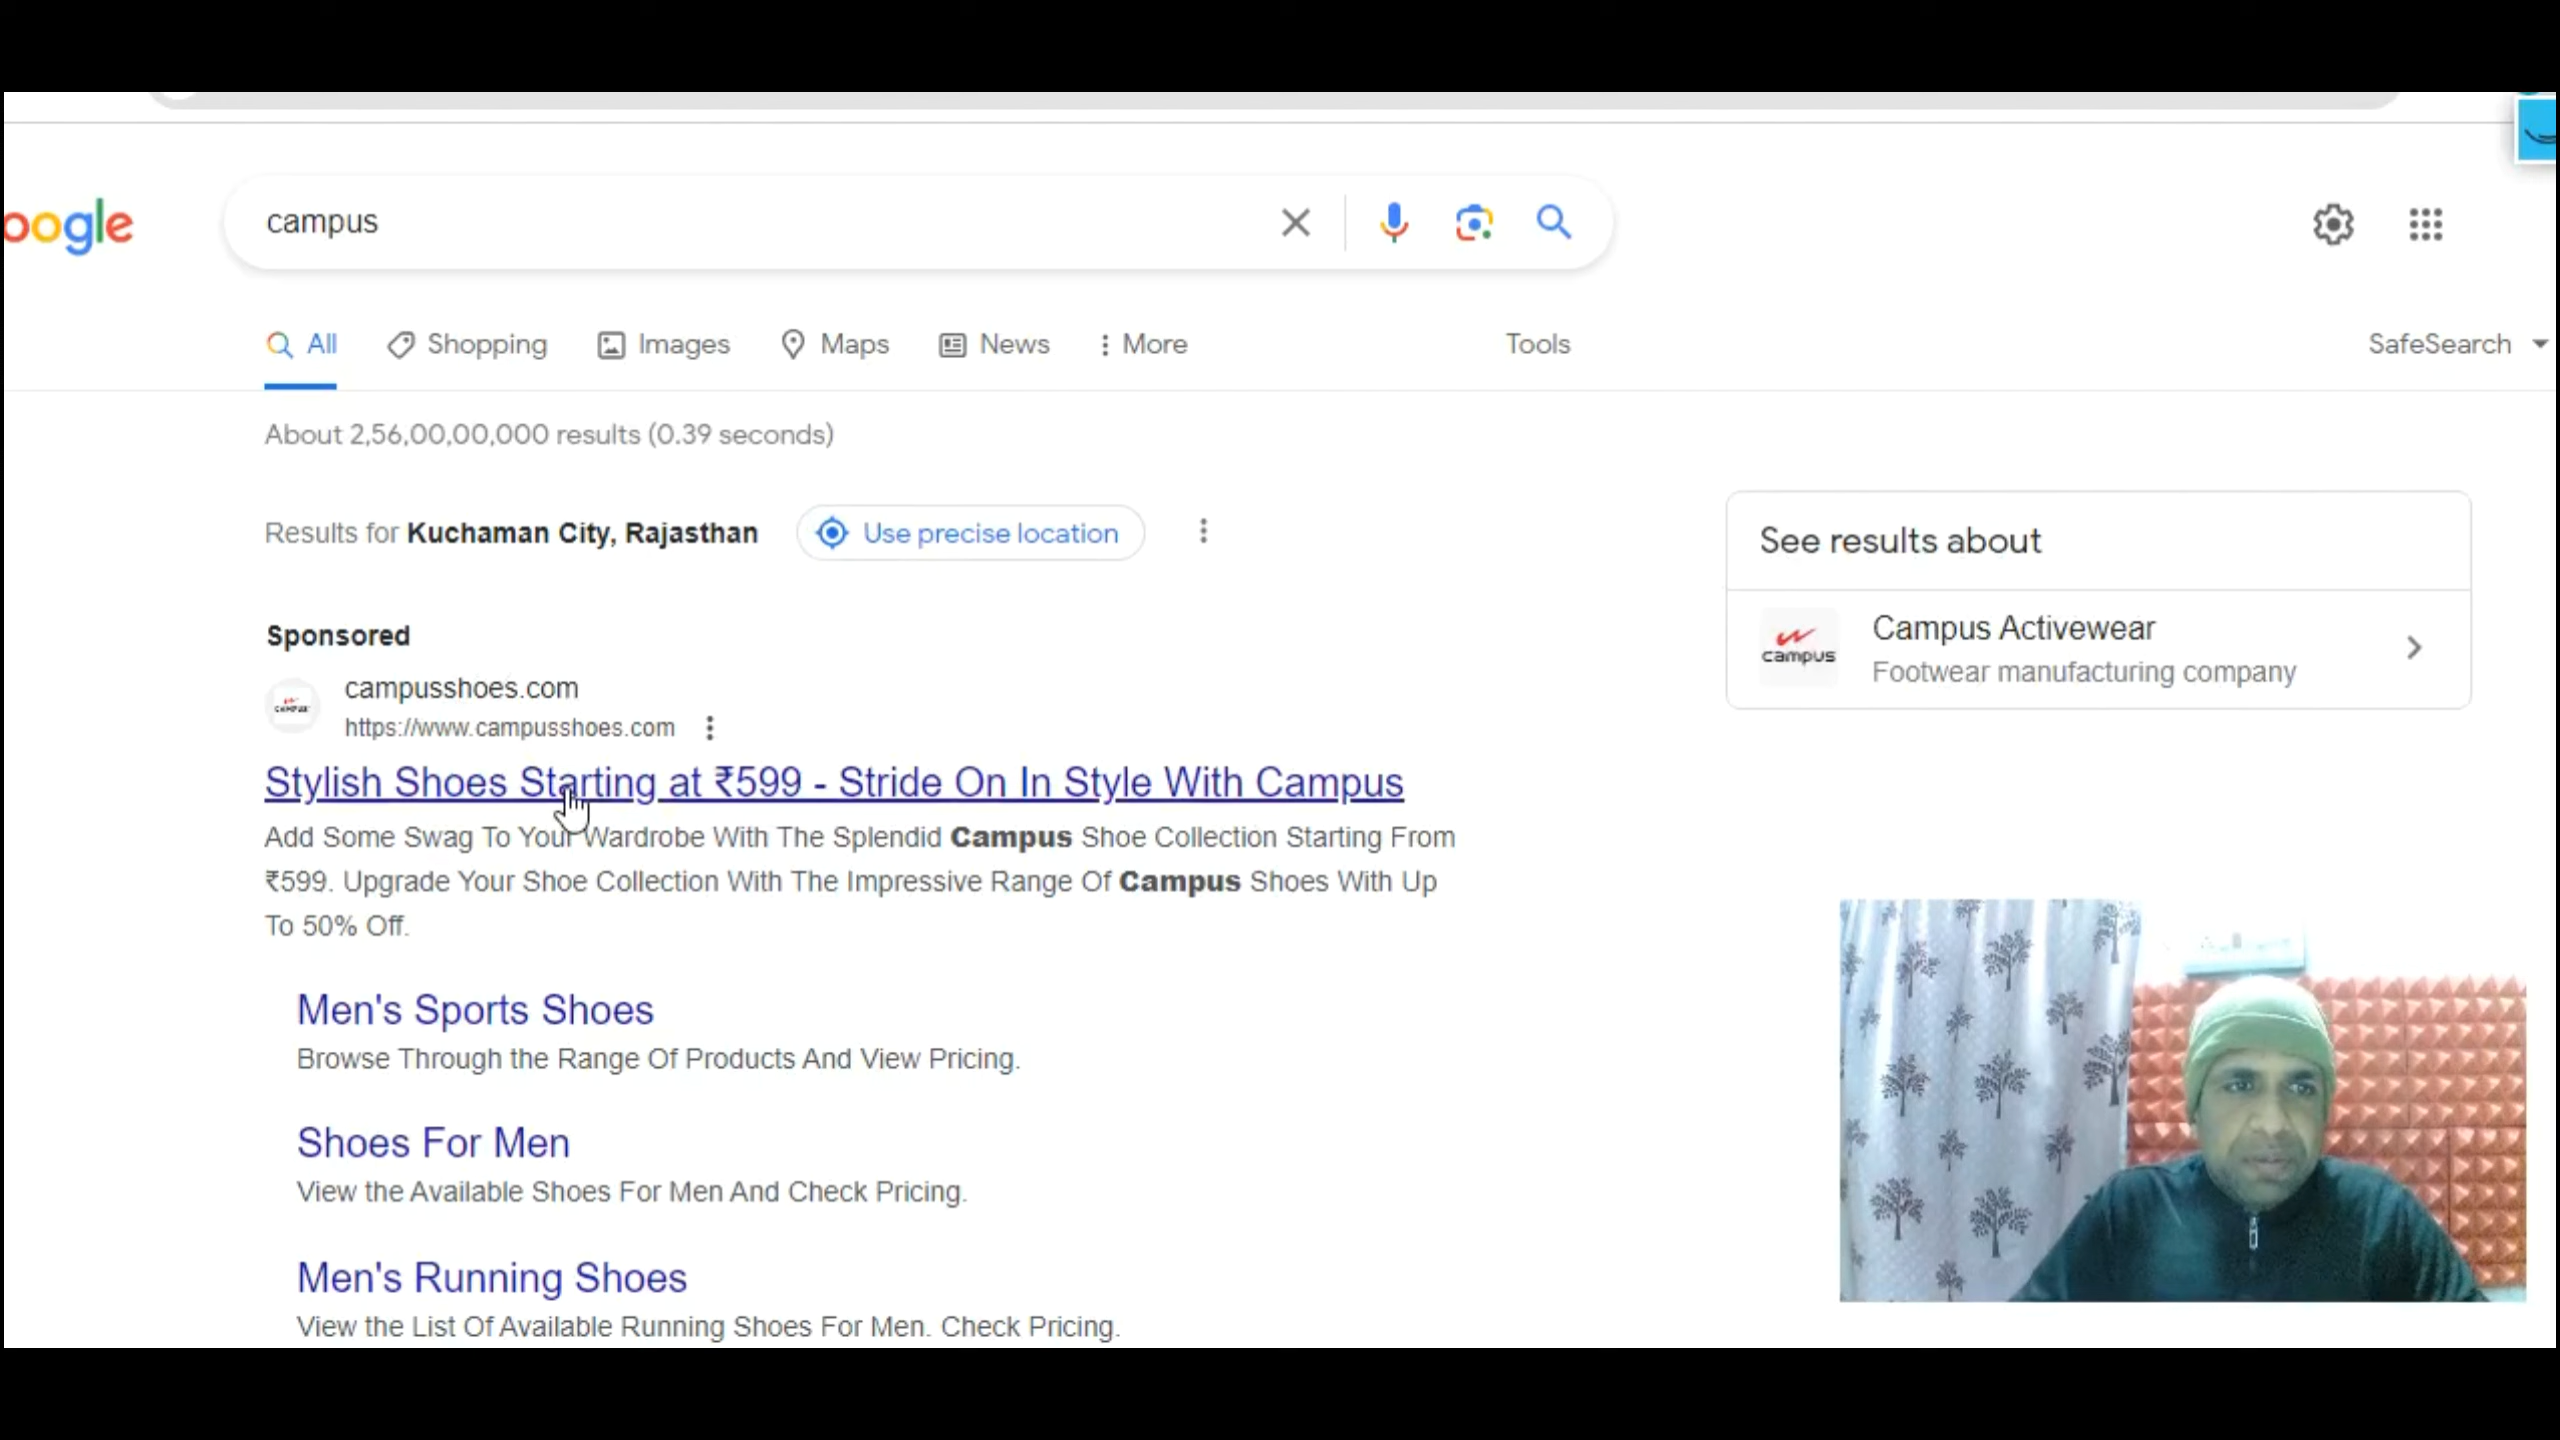 oogle
campus
All Shopping Images Maps News More Tools SafeSearch
About 2,56,00,00,000 results (0.39 seconds)
Results for Kuchaman City, Rajasthan Use precise location
See results about
campus
Campus Activewear
Footwear manufacturing company
Sponsored
CAMPUS
campusshoes.com
https://www.campusshoes.com
Stylish Shoes Starting at ₹599 - Stride On In Style With Campus
Add Some Swag To Your Wardrobe With The Splendid Campus Shoe Collection Starting From
₹599. Upgrade Your Shoe Collection With The Impressive Range Of Campus Shoes With Up
To 50% Off.
Men's Sports Shoes
Browse Through the Range Of Products And View Pricing.
Shoes For Men
View the Available Shoes For Men And Check Pricing.
Men's Running Shoes
View the List Of Available Running Shoes For Men. Check Pricing.